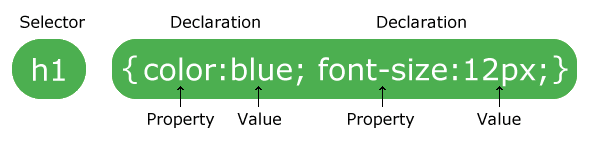 Selector Declaration Declaration
h1 {color:blue; font-size:12px;}
Property Value Property Value